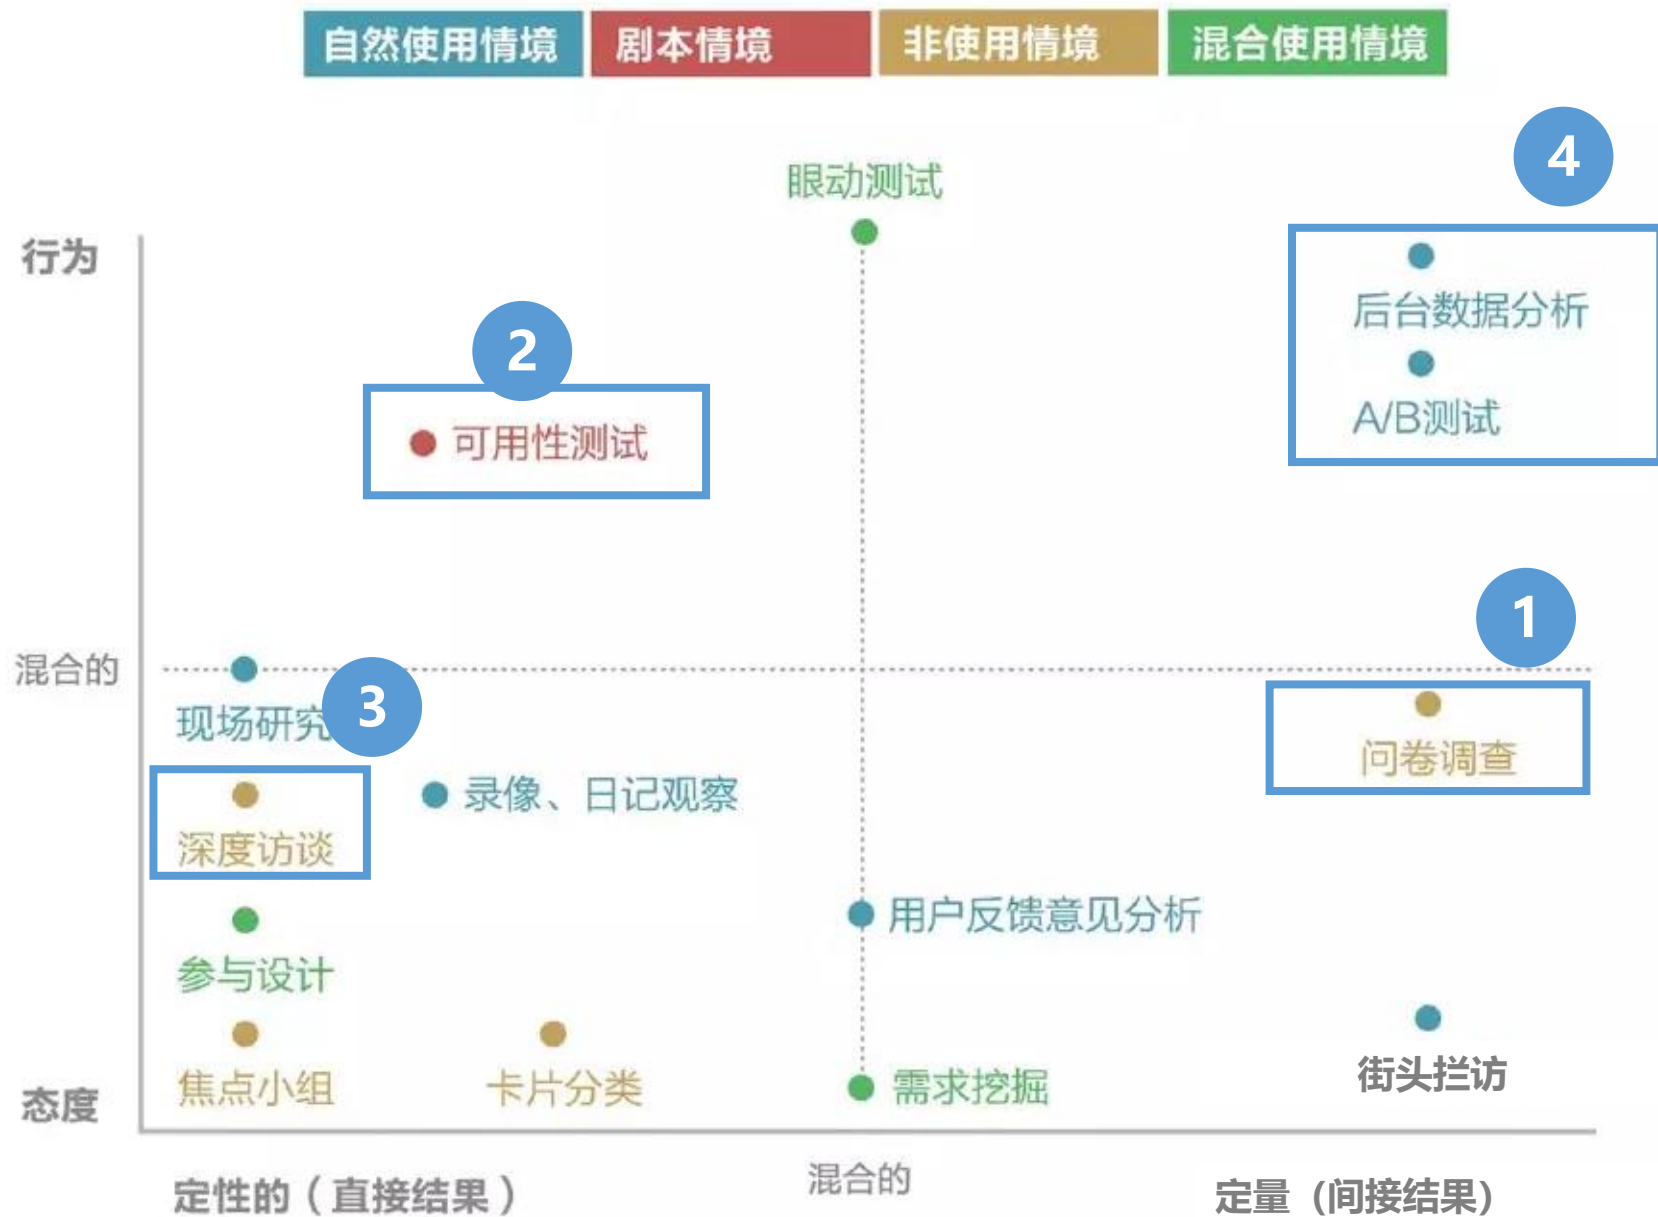 自然使用情境 剧本情境 非使用情境 混合使用情境
4
眼动测试
行为
后台数据分析
2
A/B测试
可用性测试
1
混合的
3
现场研究
问卷调查
录像、日记观察
深度访谈
用户反馈意见分析
参与设计
街头拦访
焦点小组 卡片分类 需求挖掘
态度
混合的
定性的（直接结果） 定量 (间接结果)